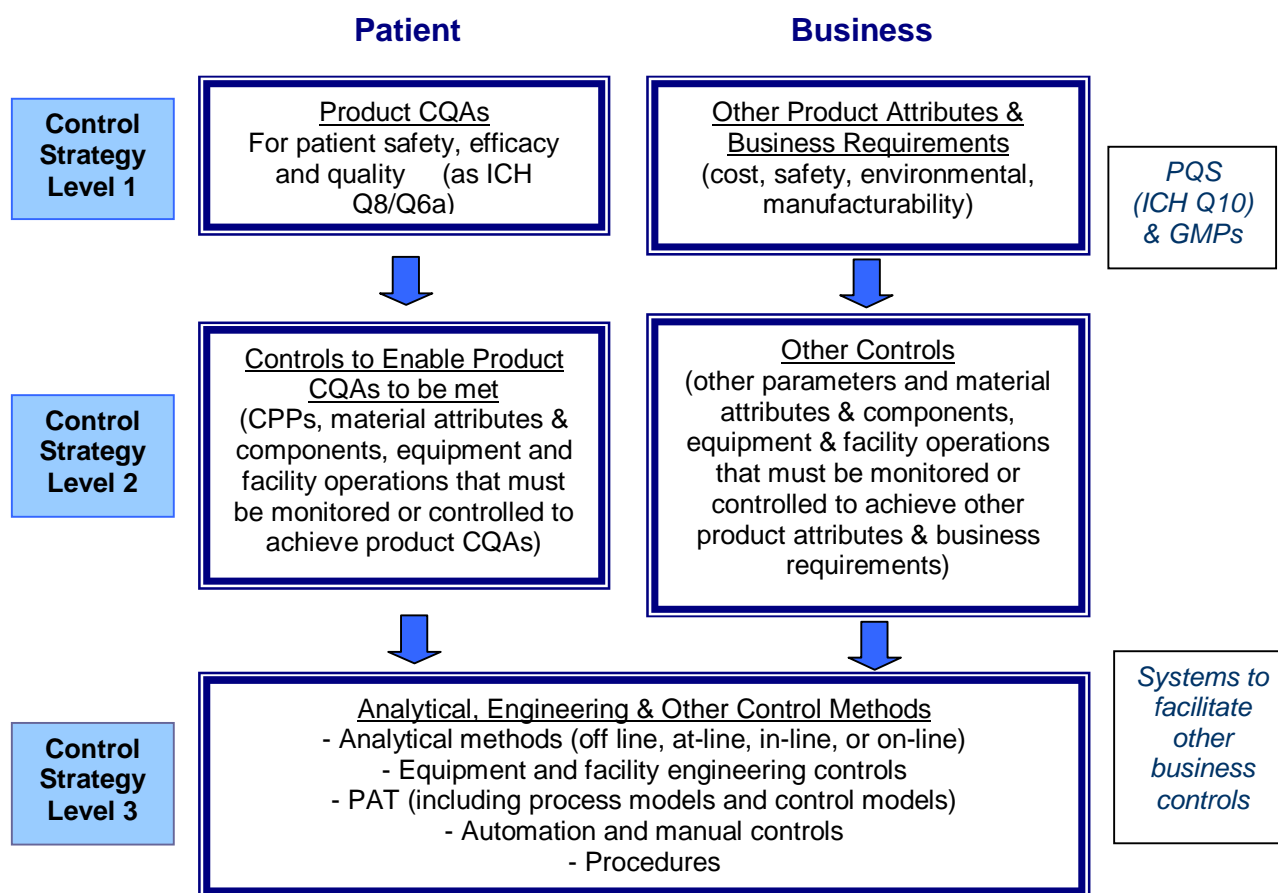 Patient
Business
Control
Strategy
Level 1
Product CQAs
For patient safety, efficacy
and quality (as ICH
Q8/Q6a)
Other Product Attributes &
Business Requirements
(cost, safety, environmental,
manufacturability)
PQS
(ICH Q10)
& GMPs
Control
Strategy
Level 2
Controls to Enable Product
CQAs to be met
(CPPs, material attributes &
components, equipment and
facility operations that must
be monitored or controlled to
achieve product CQAs)
Other Controls
(other parameters and material
attributes & components,
equipment & facility operations
that must be monitored or
controlled to achieve other
product attributes & business
requirements)
Control
Strategy
Level 3
Analytical, Engineering & Other Control Methods
- Analytical methods (off line, at-line, in-line, or on-line)
- Equipment and facility engineering controls
- PAT (including process models and control models)
- Automation and manual controls
- Procedures
Systems to
facilitate
other
business
controls